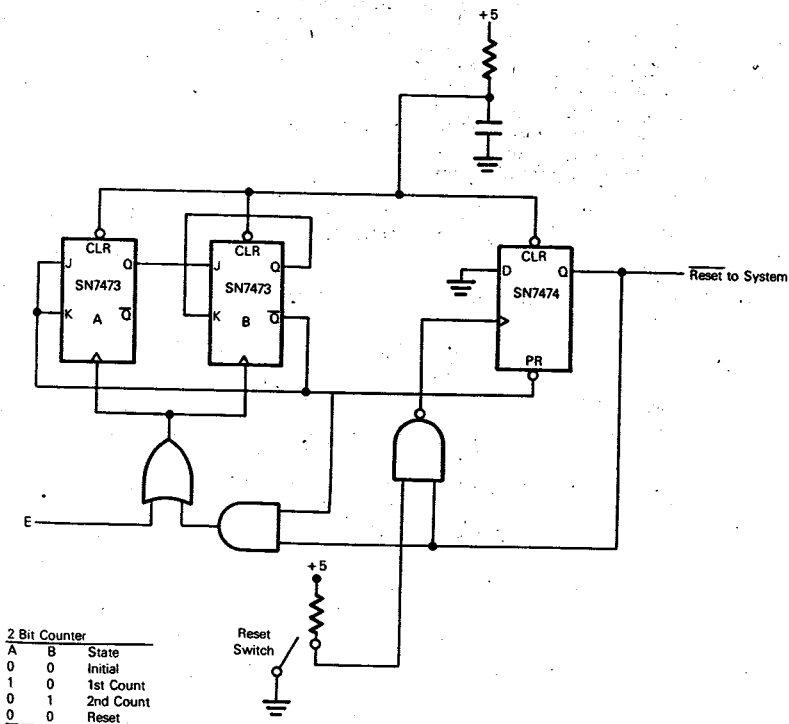 +5
CLR
CLR
CLR
J
Q
J
Q
D
Q
Reset to System
SN7473
SN7473
SN7474
K
A
Q
K
B
Q
PR
E
+5
Reset
Switch
2 Bit Counter
A B State
0 0 Initial
1 0 1st Count
0 1 2nd Count
0 0 Reset